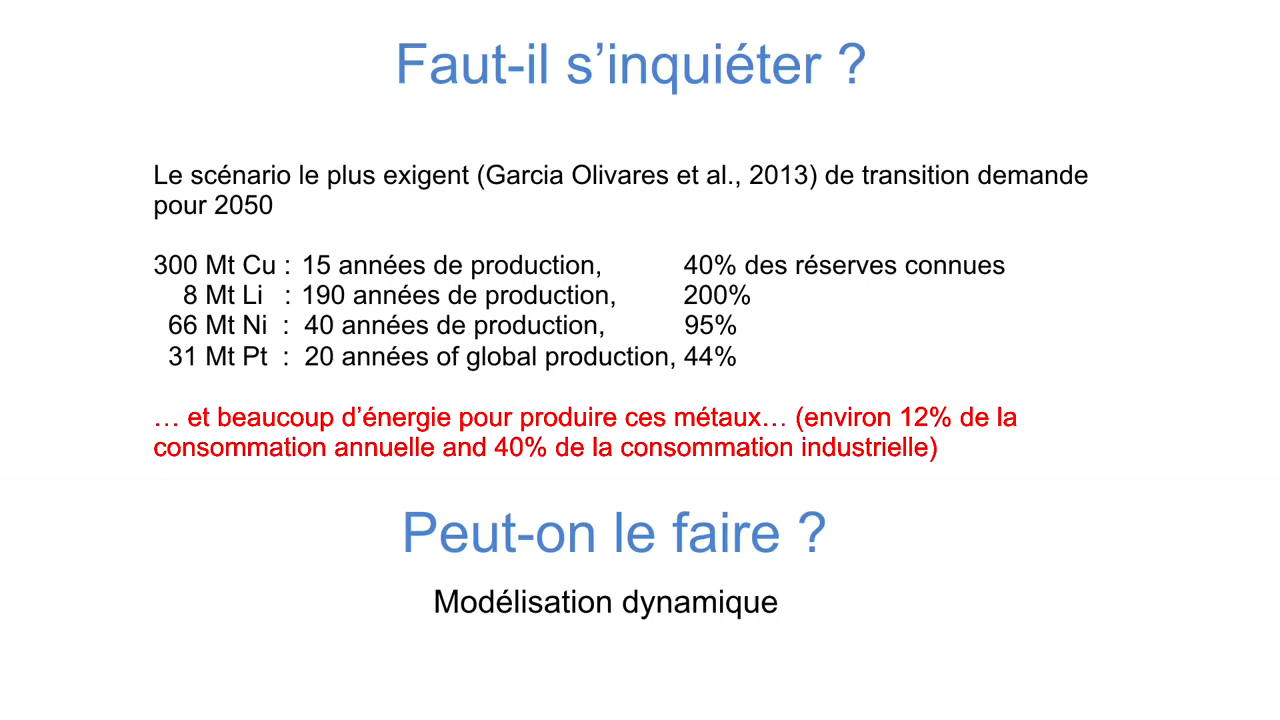 Faut-il s’inquiéter ?
Le scénario le plus exigent (Garcia Olivares et al., 2013) de transition demande
pour 2050
300 Mt Cu : 15 années de production, 40% des réserves connues
8 Mt Li : 190 années de production, 200%
66 Mt Ni : 40 années de production, 95%
31 Mt Pt : 20 années of global production, 44%
… et beaucoup d’énergie pour produire ces métaux… (environ 12% de la
consommation annuelle and 40% de la consommation industrielle)
Peut-on le faire ?
Modélisation dynamique